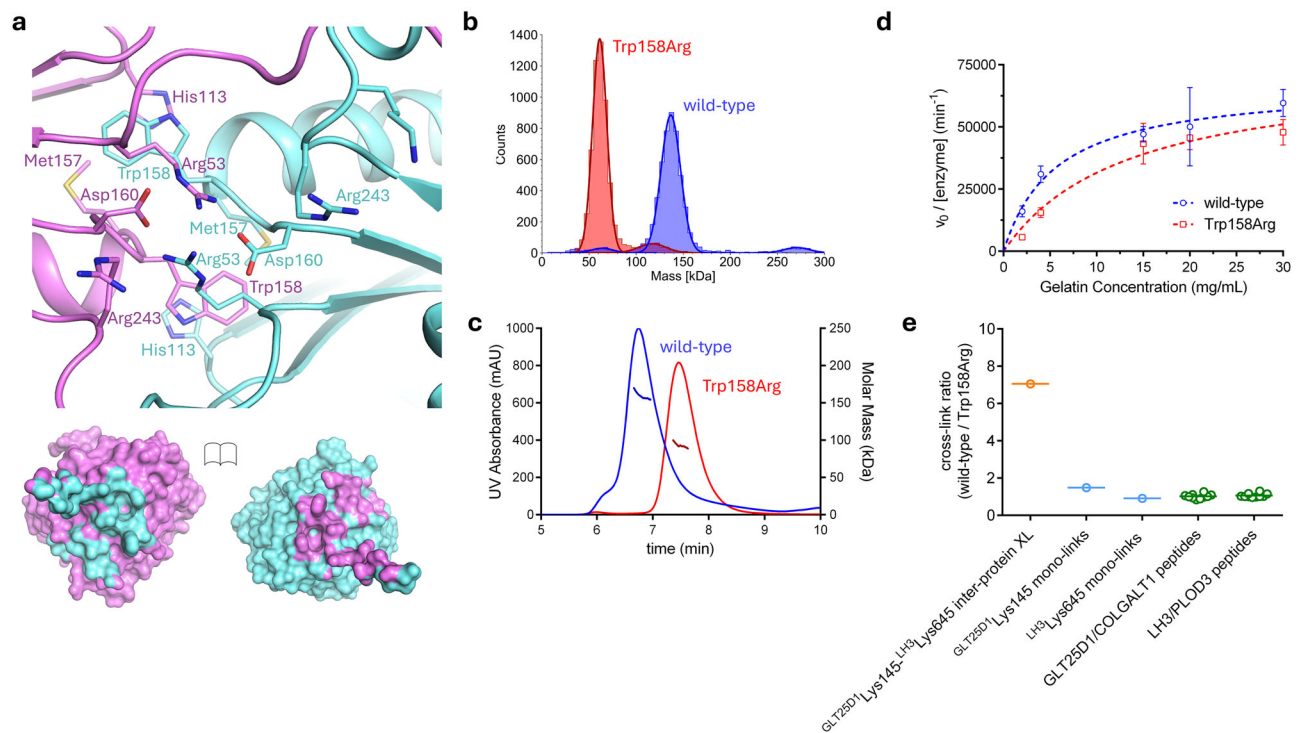 a
His113
Met157
Arg53
Trp158
Asp160
Arg243
Met157
Arg53
Asp160
Trp158
Arg243
His113
b
1400
1200
1000
800
600
400
200
0
Counts
Trp158Arg
wild-type
0
50
100
150
200
250
300
Mass [kDa]
c
1000
800
600
400
200
0
UV Absorbance (mAU)
wild-type
Trp158Arg
250
200
150
100
50
0
Molar Mass (kDa)
5
6
7
8
9
10
time (min)
d
75000
50000
25000
0
v0 / [enzyme] (min-1)
wild-type
Trp158Arg
0
5
10
15
20
25
30
Gelatin Concentration (mg/mL)
e
10
8
6
4
2
0
cross-link ratio
(wild-type / Trp158Arg)
GLT25D1Lys145-LH3Lys645 inter-protein XL
GLT25D1Lys145 mono-links
LH3Lys645 mono-links
GLT25D1/COLGALT1 peptides
LH3/PLOD3 peptides